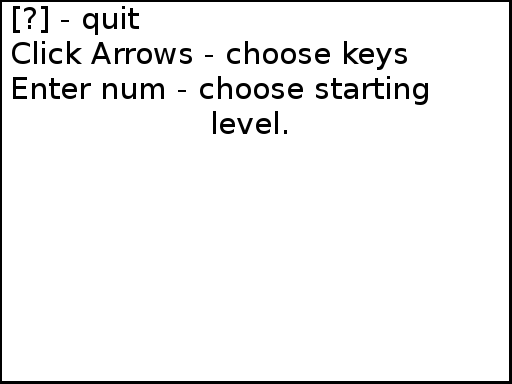 [?] - quit
Click Arrows - choose keys
Enter num - choose starting
level.